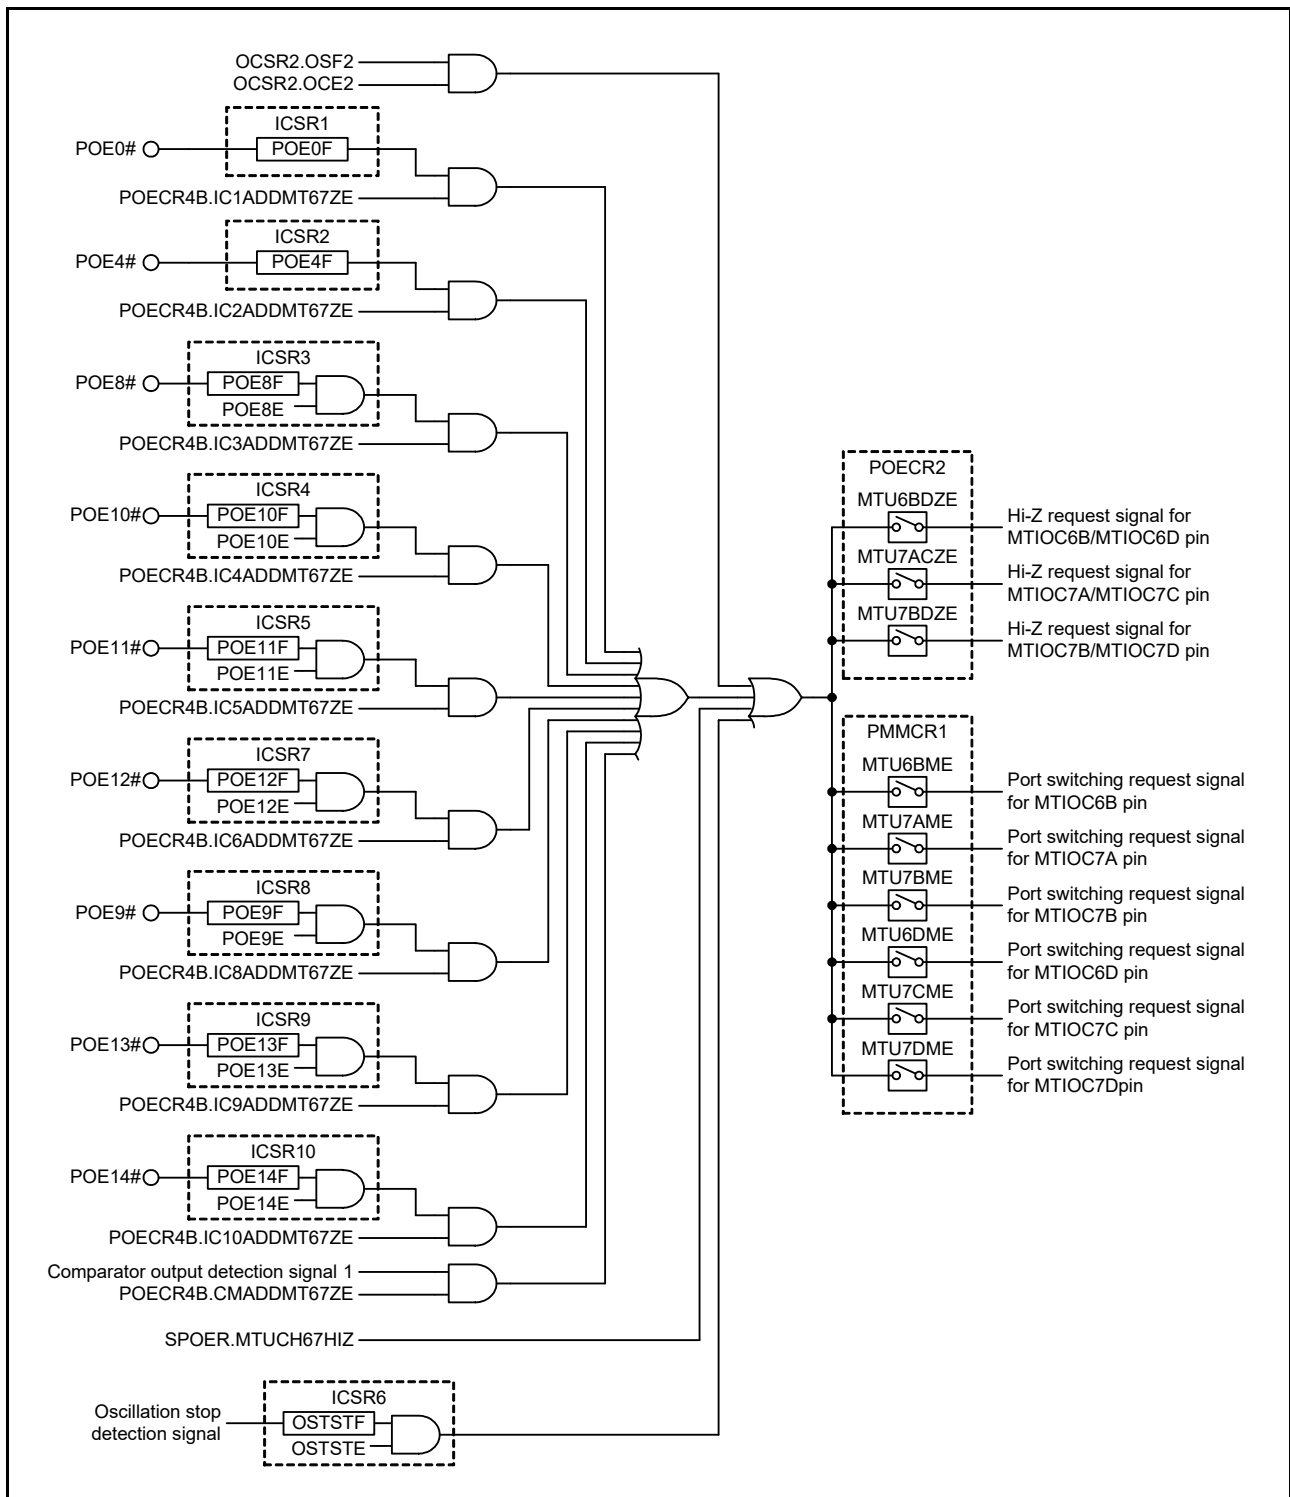 OCSR2.OSF2
OCSR2.OCE2
ICSR1
POE0#
POE0F
POECR4B.IC1ADDMT67ZE
ICSR2
POE4#
POE4F
POECR4B.IC2ADDMT67ZE
ICSR3
POE8#
POE8F
POE8E
POECR4B.IC3ADDMT67ZE
ICSR4
POE10#
POE10F
POE10E
POECR4B.IC4ADDMT67ZE
ICSR5
POE11#
POE11F
POE11E
POECR4B.IC5ADDMT67ZE
ICSR7
POE12#
POE12F
POE12E
POECR4B.IC6ADDMT67ZE
ICSR8
POE9#
POE9F
POE9E
POECR4B.IC8ADDMT67ZE
ICSR9
POE13#
POE13F
POE13E
POECR4B.IC9ADDMT67ZE
ICSR10
POE14#
POE14F
POE14E
POECR4B.IC10ADDMT67ZE
Comparator output detection signal 1
POECR4B.CMADDMT67ZE
SPOER.MTUCH67HIZ
ICSR6
Oscillation stop
detection signal
OSTSTF
OSTSTE
POECR2
MTU6BDZE
Hi-Z request signal for
MTIOC6B/MTIOC6D pin
MTU7ACZE
Hi-Z request signal for
MTIOC7A/MTIOC7C pin
MTU7BDZE
Hi-Z request signal for
MTIOC7B/MTIOC7D pin
PMMCR1
MTU6BME
Port switching request signal
for MTIOC6B pin
MTU7AME
Port switching request signal
for MTIOC7A pin
MTU7BME
Port switching request signal
for MTIOC7B pin
MTU6DME
Port switching request signal
for MTIOC6D pin
MTU7CME
Port switching request signal
for MTIOC7C pin
MTU7DME
Port switching request signal
for MTIOC7Dpin